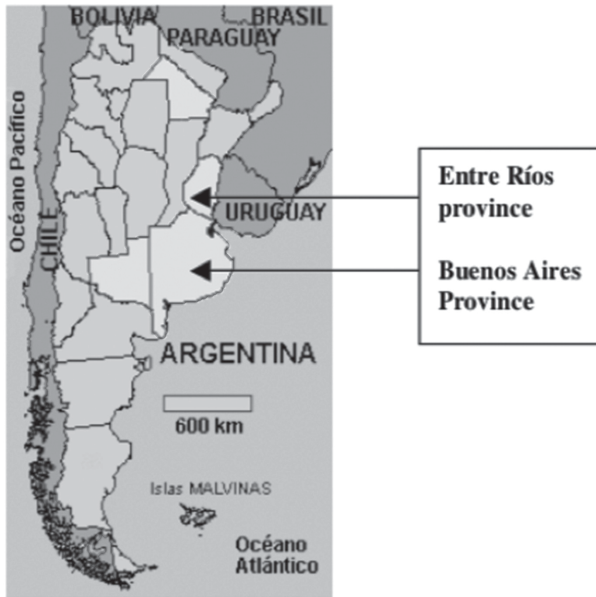 BOLIVIA
BRASIL
PARAGUAY
Océano Pacífico
CHILE
URUGUAY
Entre Ríos
province
Buenos Aires
Province
ARGENTINA
600 km
Islas MALVINAS
Océano
Atlántico